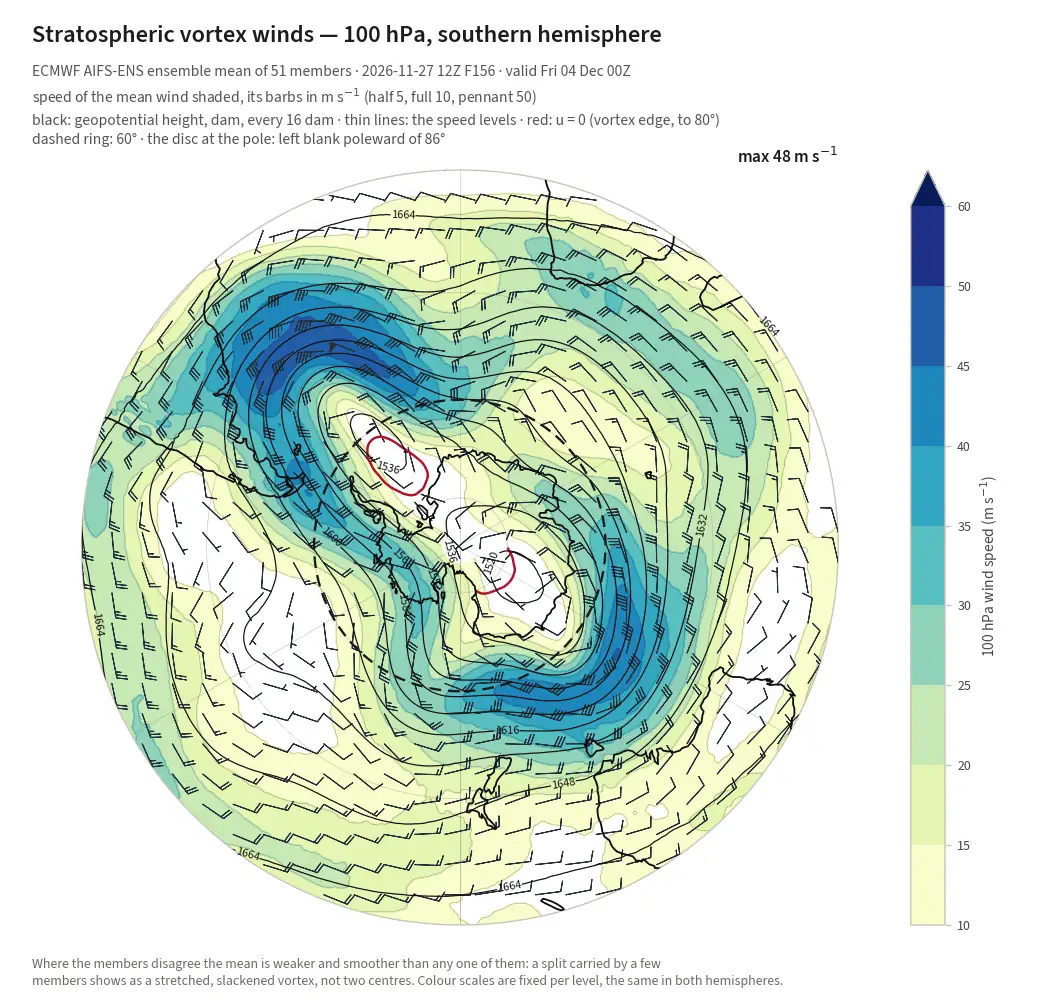 Stratospheric vortex winds — 100 hPa, southern hemisphere
ECMWF AIFS-ENS ensemble mean of 51 members · 2026-11-27 12Z F156 · valid Fri 04 Dec 00Z
speed of the mean wind shaded, its barbs in m s⁻¹ (half 5, full 10, pennant 50)
black: geopotential height, dam, every 16 dam · thin lines: the speed levels · red: u = 0 (vortex edge, to 80°)
dashed ring: 60° · the disc at the pole: left blank poleward of 86°
max 48 m s⁻¹
1664
1664
1536
1632
1536
1664
1616
1648
1664
1664
60
50
45
40
35
30
25
20
15
10
100 hPa wind speed (m s⁻¹)
Where the members disagree the mean is weaker and smoother than any one of them: a split carried by a few
members shows as a stretched, slackened vortex, not two centres. Colour scales are fixed per level, the same in both hemispheres.